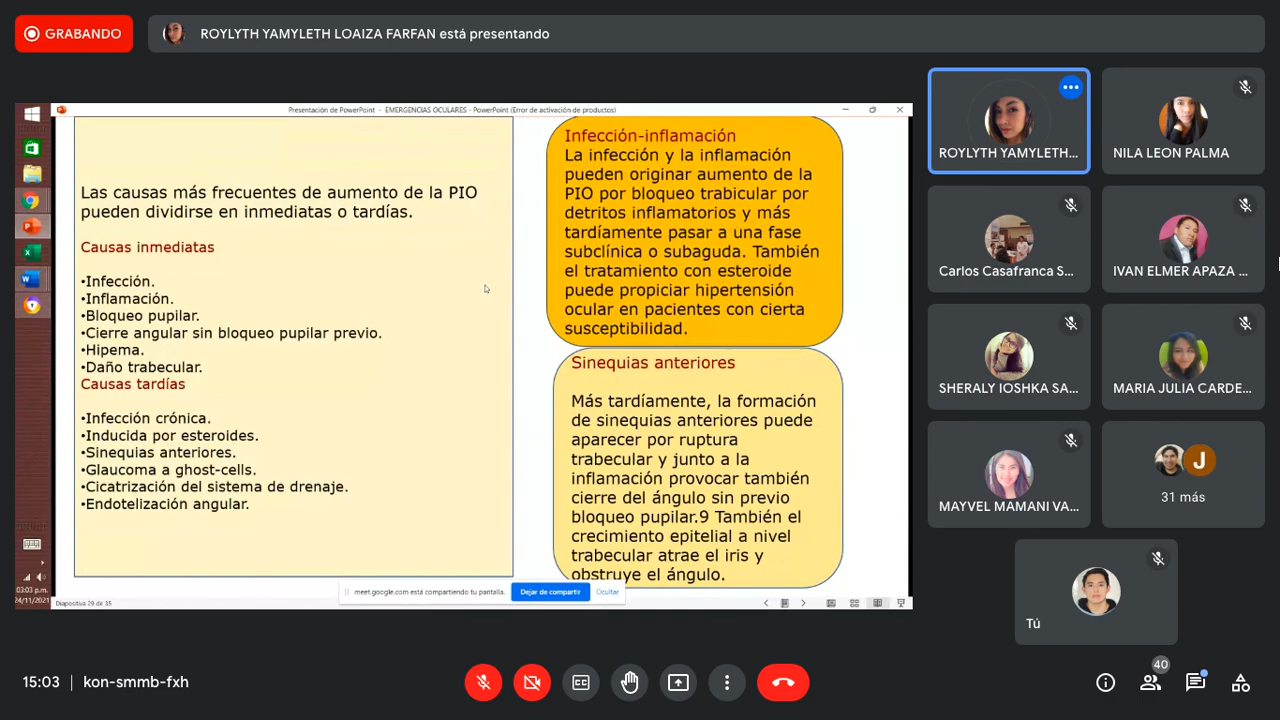 GRABANDO
ROYLYTH YAMYLETH LOAIZA FARFAN está presentando
Presentación de PowerPoint - EMERGENCIAS OCULARES - PowerPoint (Error de activación de productos)
Las causas más frecuentes de aumento de la PIO
pueden dividirse en inmediatas o tardías.
Causas inmediatas
•Infección.
•Inflamación.
•Bloqueo pupilar.
•Cierre angular sin bloqueo pupilar previo.
•Hipema.
•Daño trabecular.
Causas tardías
•Infección crónica.
•Inducida por esteroides.
•Sinequias anteriores.
•Glaucoma a ghost-cells.
•Cicatrización del sistema de drenaje.
•Endotelización angular.
Infección-inflamación
La infección y la inflamación
pueden originar aumento de la
PIO por bloqueo trabicular por
detritos inflamatorios y más
tardíamente pasar a una fase
subclínica o subaguda. También
el tratamiento con esteroide
puede propiciar hipertensión
ocular en pacientes con cierta
susceptibilidad.
Sinequias anteriores
Más tardíamente, la formación
de sinequias anteriores puede
aparecer por ruptura
trabecular y junto a la
inflamación provocar también
cierre del ángulo sin previo
bloqueo pupilar.9 También el
crecimiento epitelial a nivel
trabecular atrae el iris y
obstruye el ángulo.
meet.google.com está compartiendo tu pantalla.
Dejar de compartir
Ocultar
03:03 p.m.
24/11/2021
Diapositiva 29 de 35
ROYLYTH YAMYLETH...
NILA LEON PALMA
Carlos Casafranca S...
IVAN ELMER APAZA ...
SHERALY IOSHKA SA...
MARIA JULIA CARDE...
MAYVEL MAMANI VA...
J
31 más
Tú
15:03 | kon-smmb-fxh
40